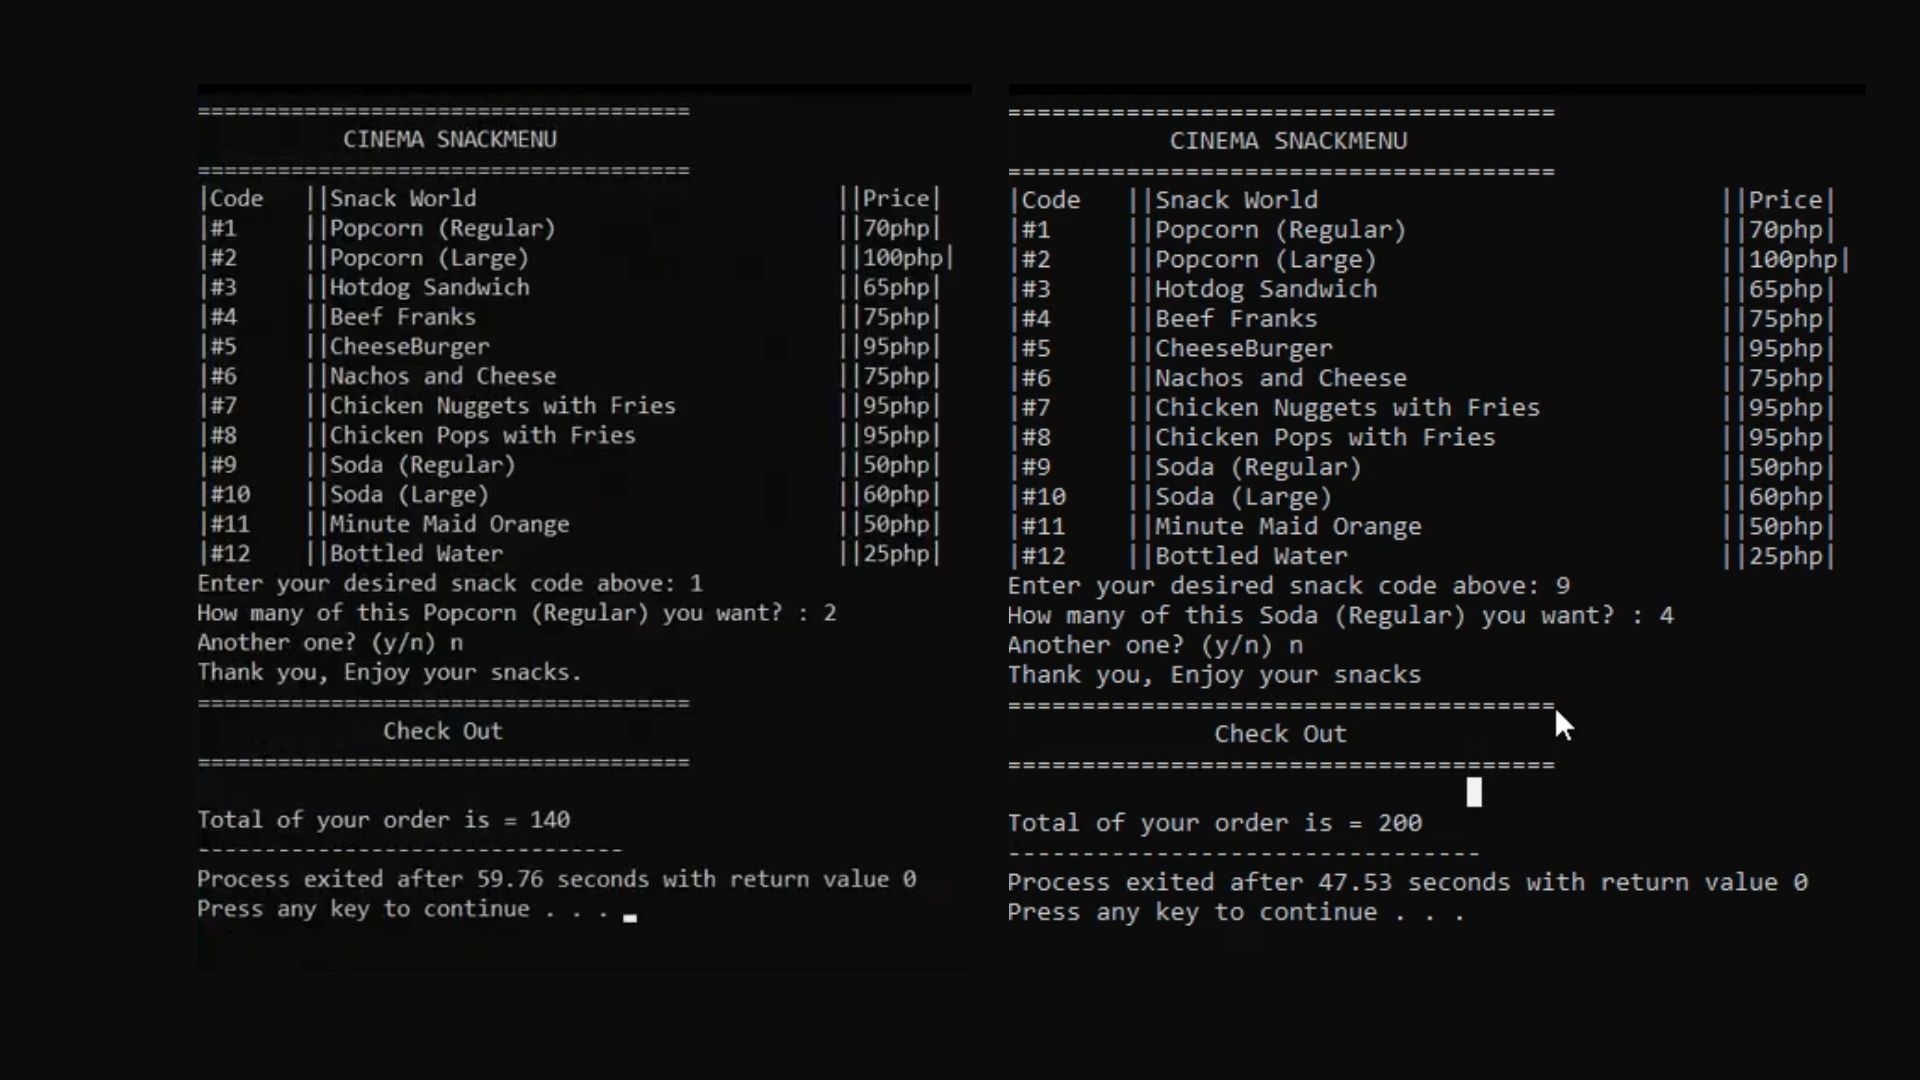 =====================================
CINEMA SNACKMENU
=====================================
|Code ||Snack World ||Price|
|#1 ||Popcorn (Regular) ||70php|
|#2 ||Popcorn (Large) ||100php|
|#3 ||Hotdog Sandwich ||65php|
|#4 ||Beef Franks ||75php|
|#5 ||CheeseBurger ||95php|
|#6 ||Nachos and Cheese ||75php|
|#7 ||Chicken Nuggets with Fries ||95php|
|#8 ||Chicken Pops with Fries ||95php|
|#9 ||Soda (Regular) ||50php|
|#10 ||Soda (Large) ||60php|
|#11 ||Minute Maid Orange ||50php|
|#12 ||Bottled Water ||25php|
Enter your desired snack code above: 1
How many of this Popcorn (Regular) you want? : 2
Another one? (y/n) n
Thank you, Enjoy your snacks.
=====================================
Check Out
=====================================
Total of your order is = 140
--------------------------------
Process exited after 59.76 seconds with return value 0
Press any key to continue . . .
=====================================
CINEMA SNACKMENU
=====================================
|Code ||Snack World ||Price|
|#1 ||Popcorn (Regular) ||70php|
|#2 ||Popcorn (Large) ||100php|
|#3 ||Hotdog Sandwich ||65php|
|#4 ||Beef Franks ||75php|
|#5 ||CheeseBurger ||95php|
|#6 ||Nachos and Cheese ||75php|
|#7 ||Chicken Nuggets with Fries ||95php|
|#8 ||Chicken Pops with Fries ||95php|
|#9 ||Soda (Regular) ||50php|
|#10 ||Soda (Large) ||60php|
|#11 ||Minute Maid Orange ||50php|
|#12 ||Bottled Water ||25php|
Enter your desired snack code above: 9
How many of this Soda (Regular) you want? : 4
Another one? (y/n) n
Thank you, Enjoy your snacks
=====================================
Check Out
=====================================
Total of your order is = 200
--------------------------------
Process exited after 47.53 seconds with return value 0
Press any key to continue . . .